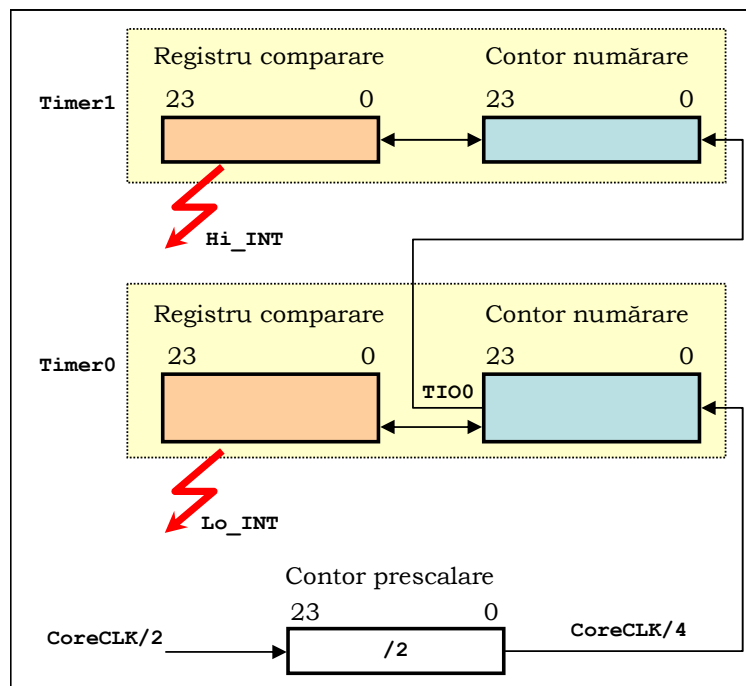 Registru comparare Contor numărare
23 0 23 0
Timer1
Hi_INT
Registru comparare Contor numărare
23 0 23 0
Timer0
TIO0
Lo_INT
Contor prescalare
23 0
CoreCLK/2 /2 CoreCLK/4